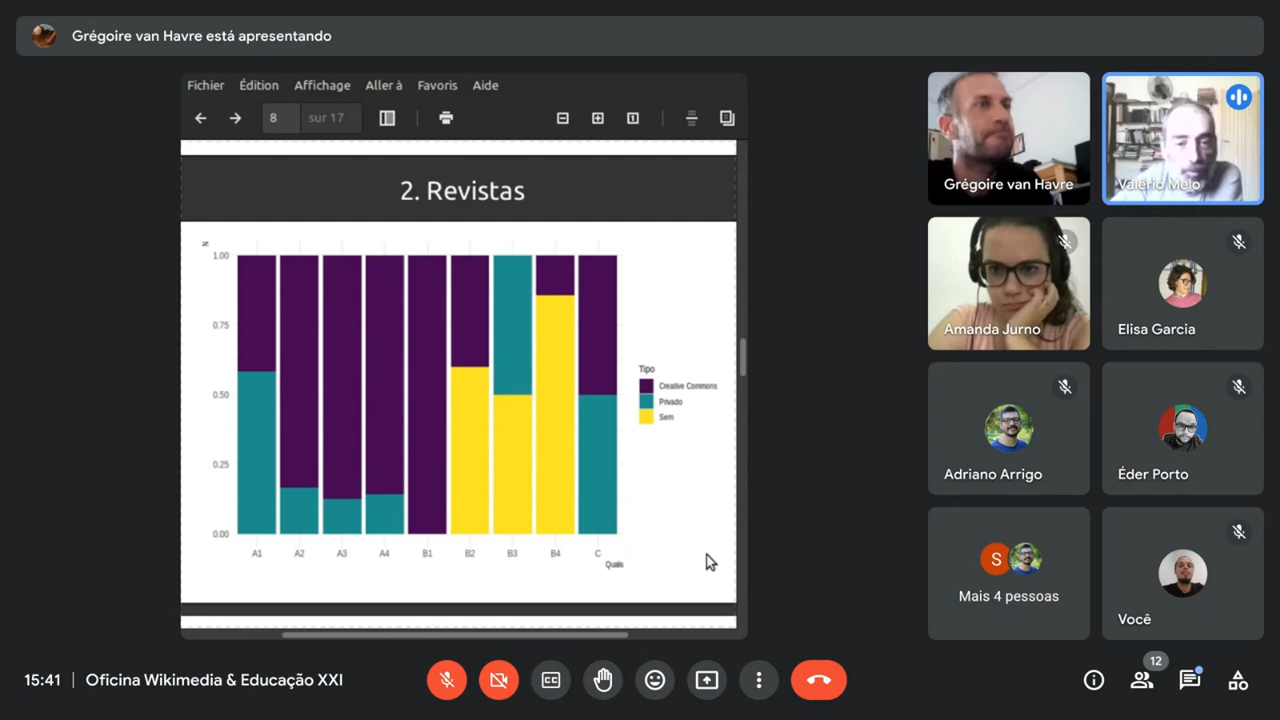 Grégoire van Havre está apresentando
Fichier Édition Affichage Aller à Favoris Aide
8 sur 17
1
2. Revistas
N
1.00
0.75
0.50
0.25
0.00
A1 A2 A3 A4 B1 B2 B3 B4 C
Qualis
Tipo
Creative Commons
Privado
Sem
Grégoire van Havre
Valério Melo
Amanda Jurno
Elisa Garcia
Adriano Arrigo
Éder Porto
S
Mais 4 pessoas
Você
15:41 | Oficina Wikimedia & Educação XXI
12